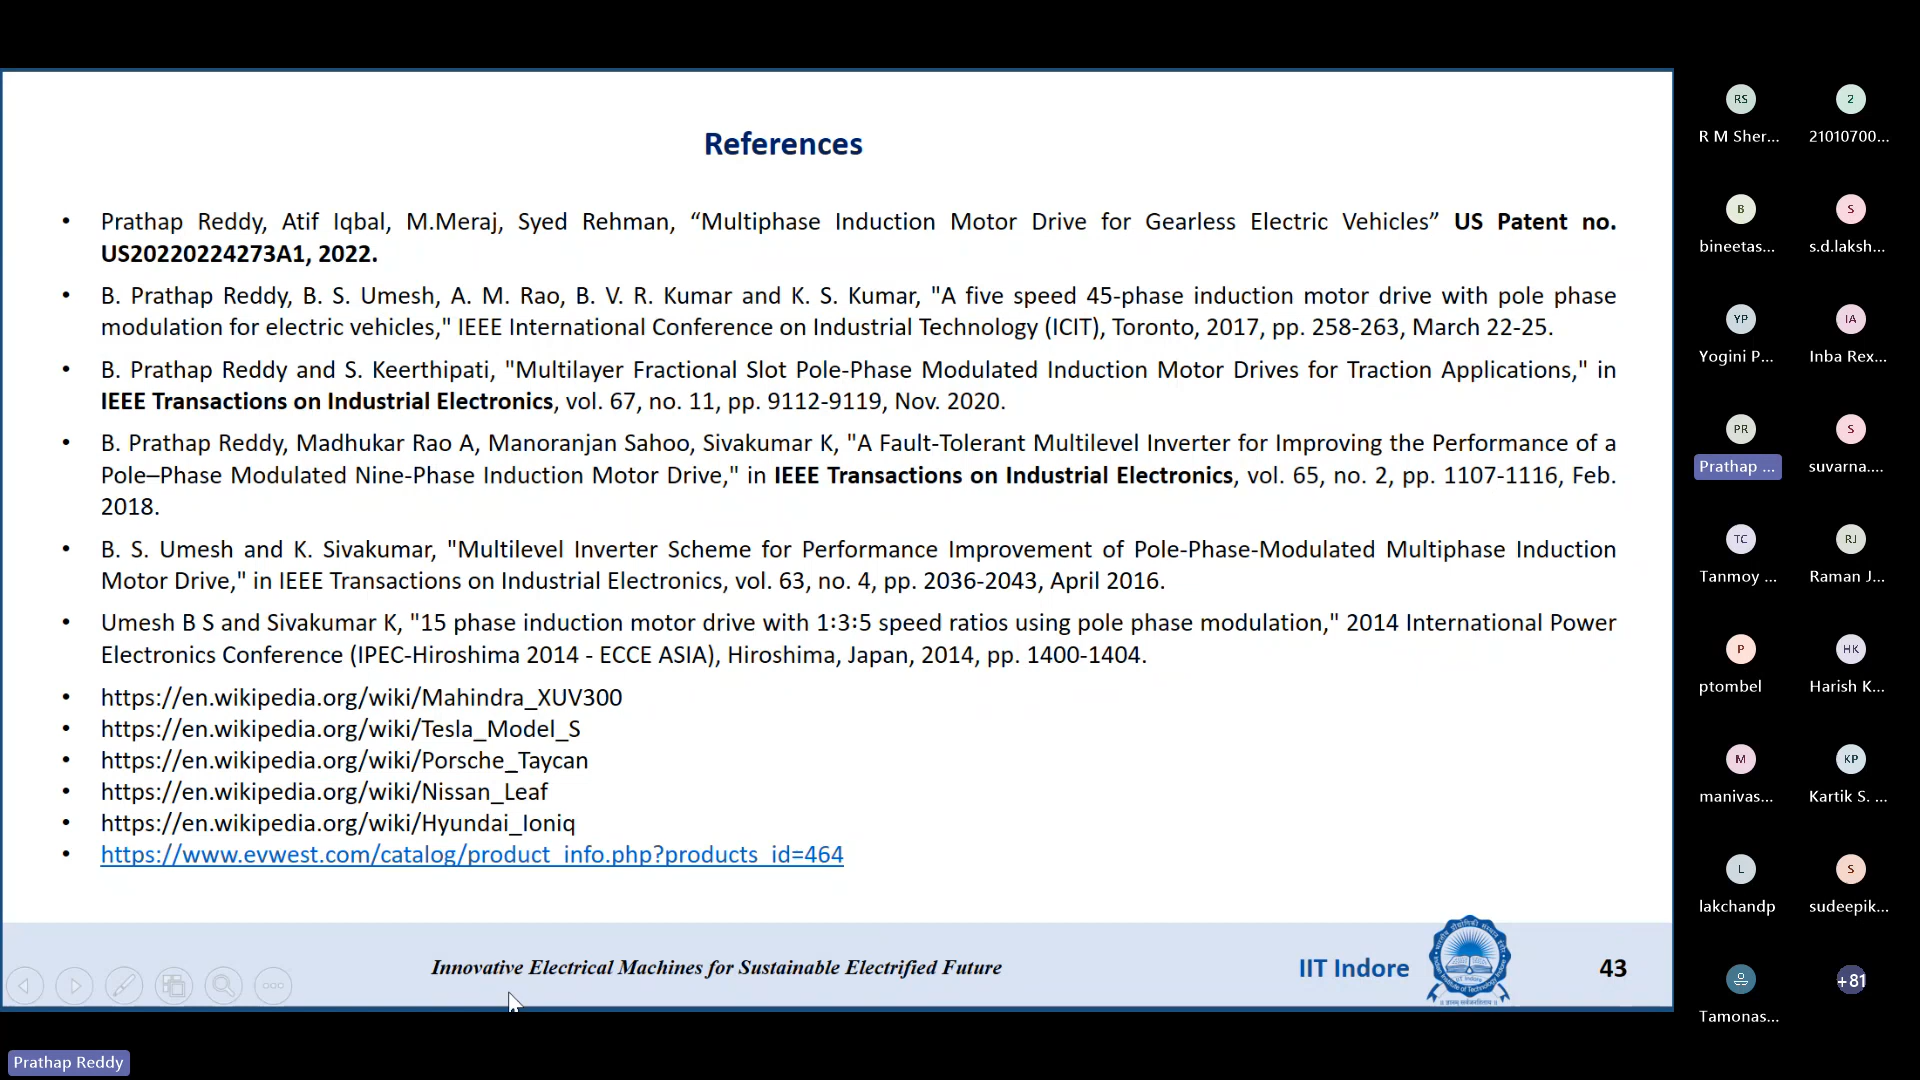 References
• Prathap Reddy, Atif Iqbal, M.Meraj, Syed Rehman, “Multiphase Induction Motor Drive for Gearless Electric Vehicles” US Patent no.
US20220224273A1, 2022.
• B. Prathap Reddy, B. S. Umesh, A. M. Rao, B. V. R. Kumar and K. S. Kumar, "A five speed 45-phase induction motor drive with pole phase
modulation for electric vehicles," IEEE International Conference on Industrial Technology (ICIT), Toronto, 2017, pp. 258-263, March 22-25.
• B. Prathap Reddy and S. Keerthipati, "Multilayer Fractional Slot Pole-Phase Modulated Induction Motor Drives for Traction Applications," in
IEEE Transactions on Industrial Electronics, vol. 67, no. 11, pp. 9112-9119, Nov. 2020.
• B. Prathap Reddy, Madhukar Rao A, Manoranjan Sahoo, Sivakumar K, "A Fault-Tolerant Multilevel Inverter for Improving the Performance of a
Pole–Phase Modulated Nine-Phase Induction Motor Drive," in IEEE Transactions on Industrial Electronics, vol. 65, no. 2, pp. 1107-1116, Feb.
2018.
• B. S. Umesh and K. Sivakumar, "Multilevel Inverter Scheme for Performance Improvement of Pole-Phase-Modulated Multiphase Induction
Motor Drive," in IEEE Transactions on Industrial Electronics, vol. 63, no. 4, pp. 2036-2043, April 2016.
• Umesh B S and Sivakumar K, "15 phase induction motor drive with 1:3:5 speed ratios using pole phase modulation," 2014 International Power
Electronics Conference (IPEC-Hiroshima 2014 - ECCE ASIA), Hiroshima, Japan, 2014, pp. 1400-1404.
• https://en.wikipedia.org/wiki/Mahindra_XUV300
• https://en.wikipedia.org/wiki/Tesla_Model_S
• https://en.wikipedia.org/wiki/Porsche_Taycan
• https://en.wikipedia.org/wiki/Nissan_Leaf
• https://en.wikipedia.org/wiki/Hyundai_Ioniq
• https://www.evwest.com/catalog/product_info.php?products_id=464
Innovative Electrical Machines for Sustainable Electrified Future
IIT Indore
43
Prathap Reddy
RS 2
R M Sher... 21010700...
B S
bineetas... s.d.laksh...
YP IA
Yogini P... Inba Rex...
PR S
Prathap ... suvarna....
TC RJ
Tanmoy ... Raman J...
P HK
ptombel Harish K...
M KP
manivas... Kartik S. ...
L S
lakchandp sudeepik...
+81
Tamonas...